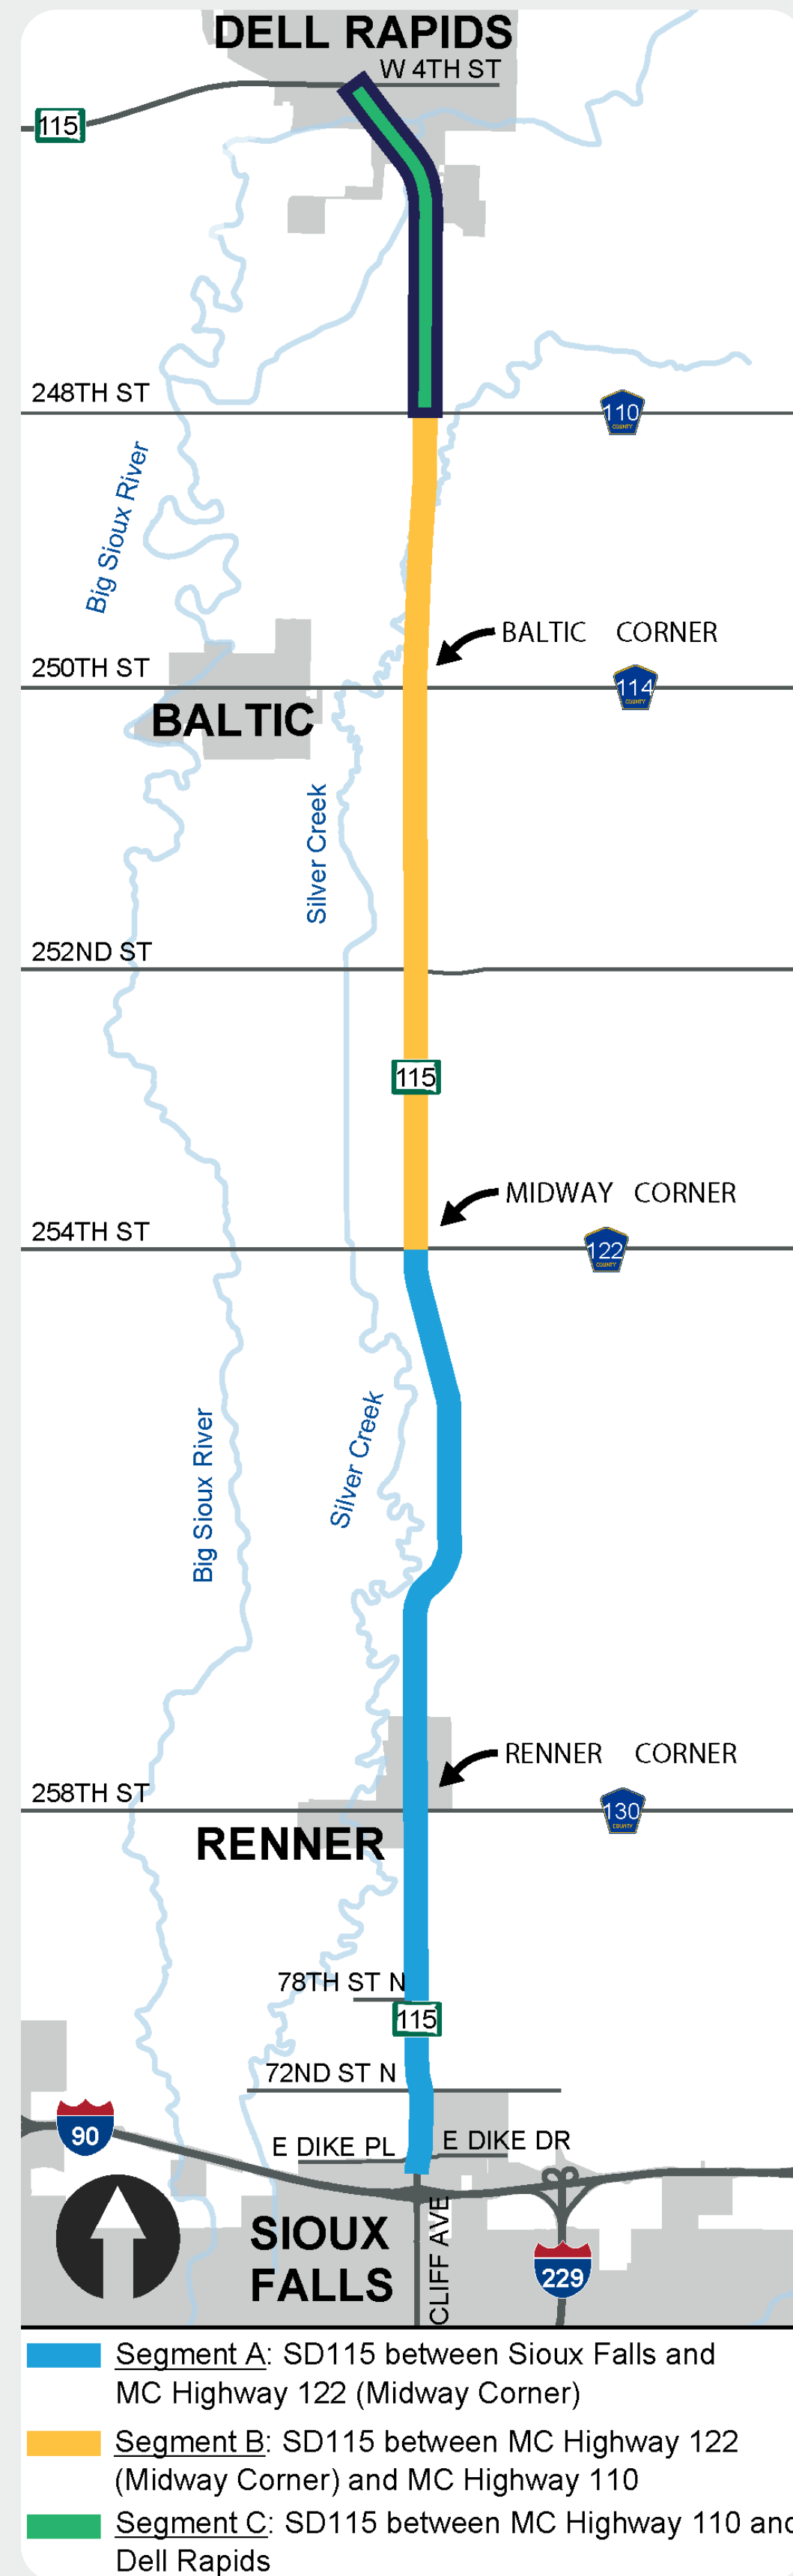 DELL RAPIDS
W 4TH ST
115
248TH ST
110
COUNTY
Big Sioux River
BALTIC CORNER
250TH ST
114
COUNTY
BALTIC
Silver Creek
252ND ST
115
MIDWAY CORNER
254TH ST
122
COUNTY
Silver Creek
Big Sioux River
RENNER CORNER
258TH ST
130
COUNTY
RENNER
78TH ST N
115
72ND ST N
90
E DIKE PL
E DIKE DR
SIOUX
FALLS
CLIFF AVE
229
Segment A: SD115 between Sioux Falls and
MC Highway 122 (Midway Corner)
Segment B: SD115 between MC Highway 122
(Midway Corner) and MC Highway 110
Segment C: SD115 between MC Highway 110 and
Dell Rapids